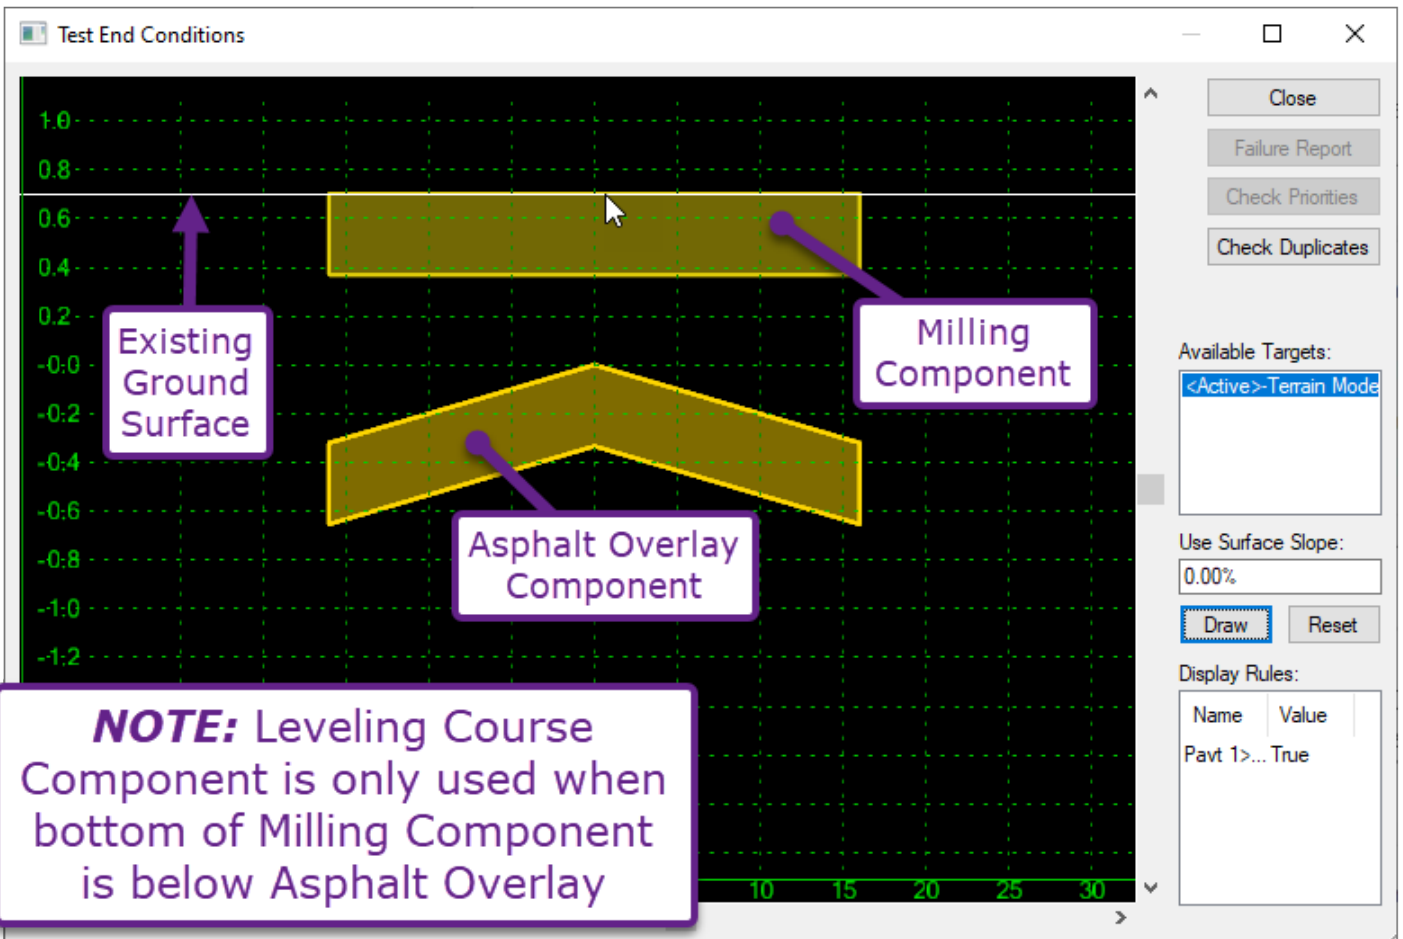 Test End Conditions
1.0
0.8
0.6
0.4
0.2
-0.0
-0.2
-0.4
-0.6
-0.8
-1.0
-1.2
10 15 20 25 30
Existing
Ground
Surface
Milling
Component
Asphalt Overlay
Component
NOTE: Leveling Course
Component is only used when
bottom of Milling Component
is below Asphalt Overlay
Close
Failure Report
Check Priorities
Check Duplicates
Available Targets:
<Active>-Terrain Mode
Use Surface Slope:
0.00%
Draw Reset
Display Rules:
Name Value
Pavt 1>... True